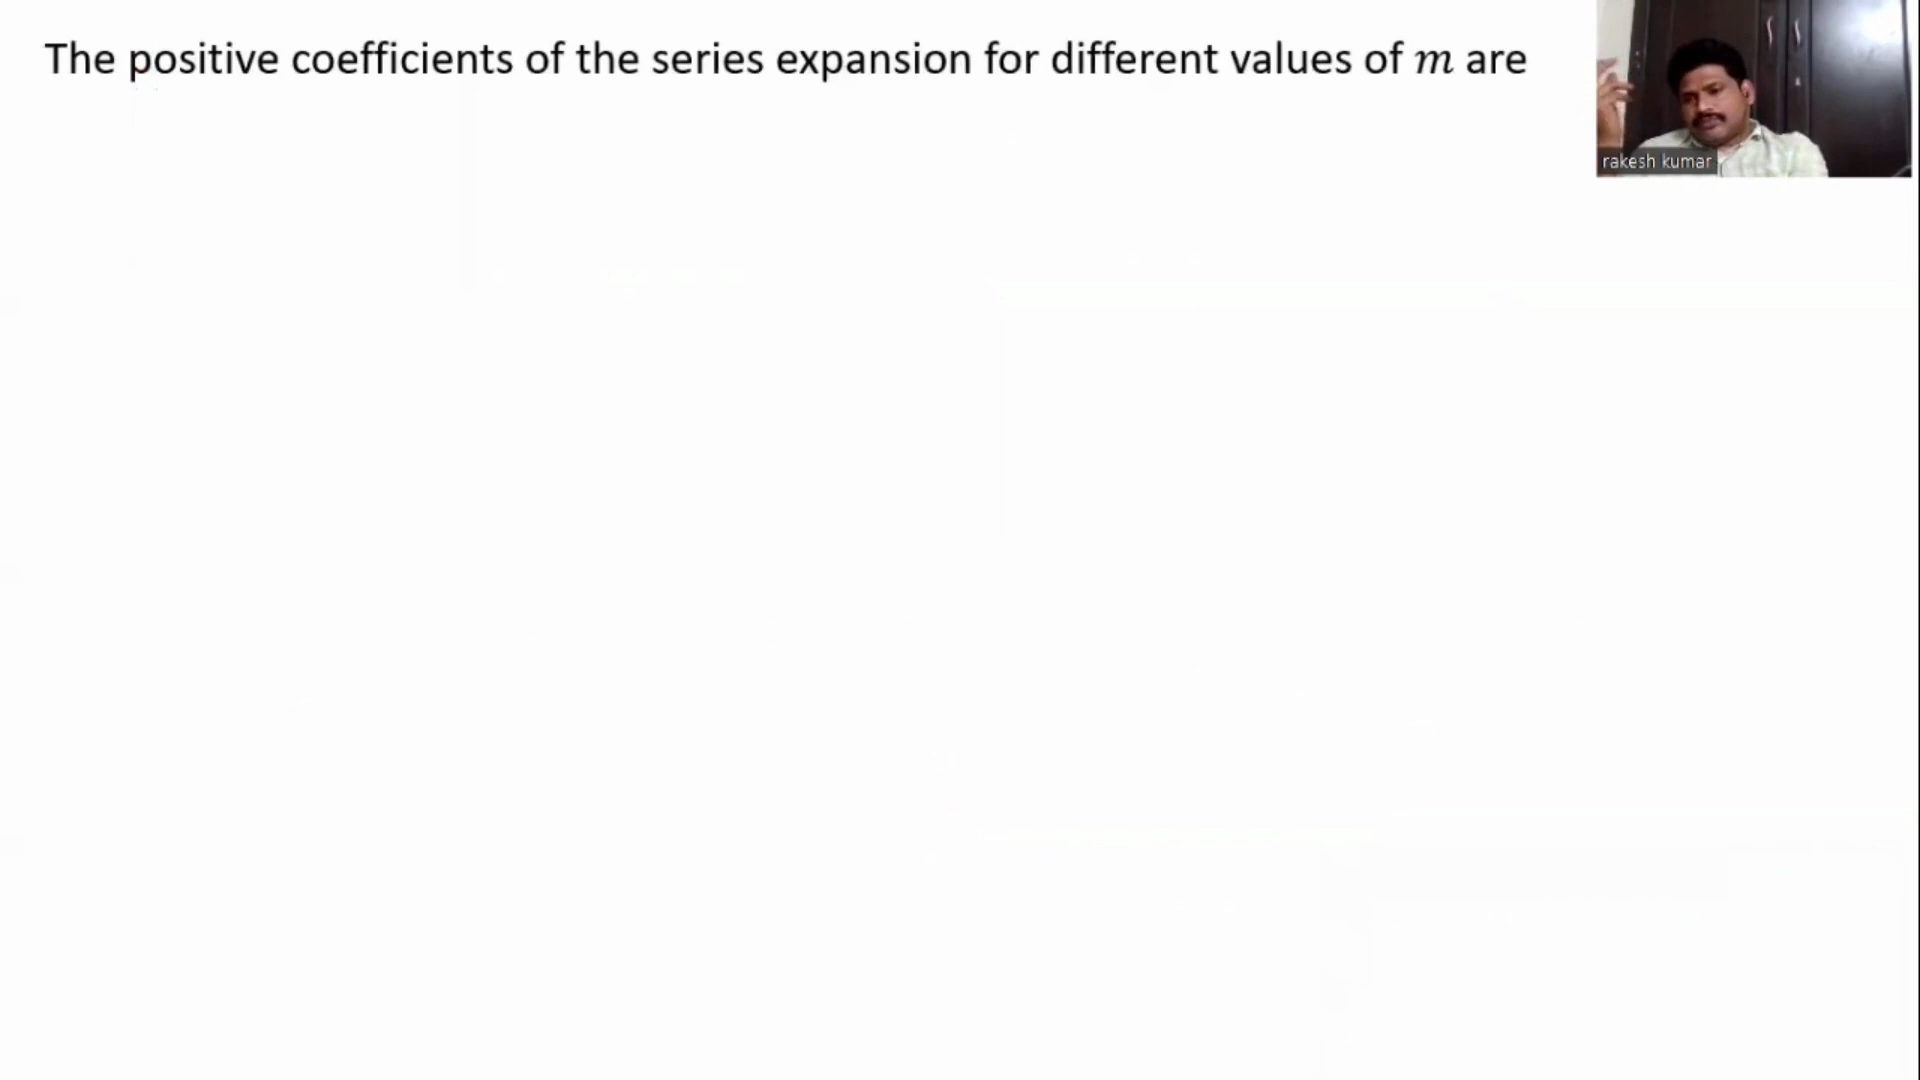 The positive coefficients of the series expansion for different values of m are
rakesh kumar